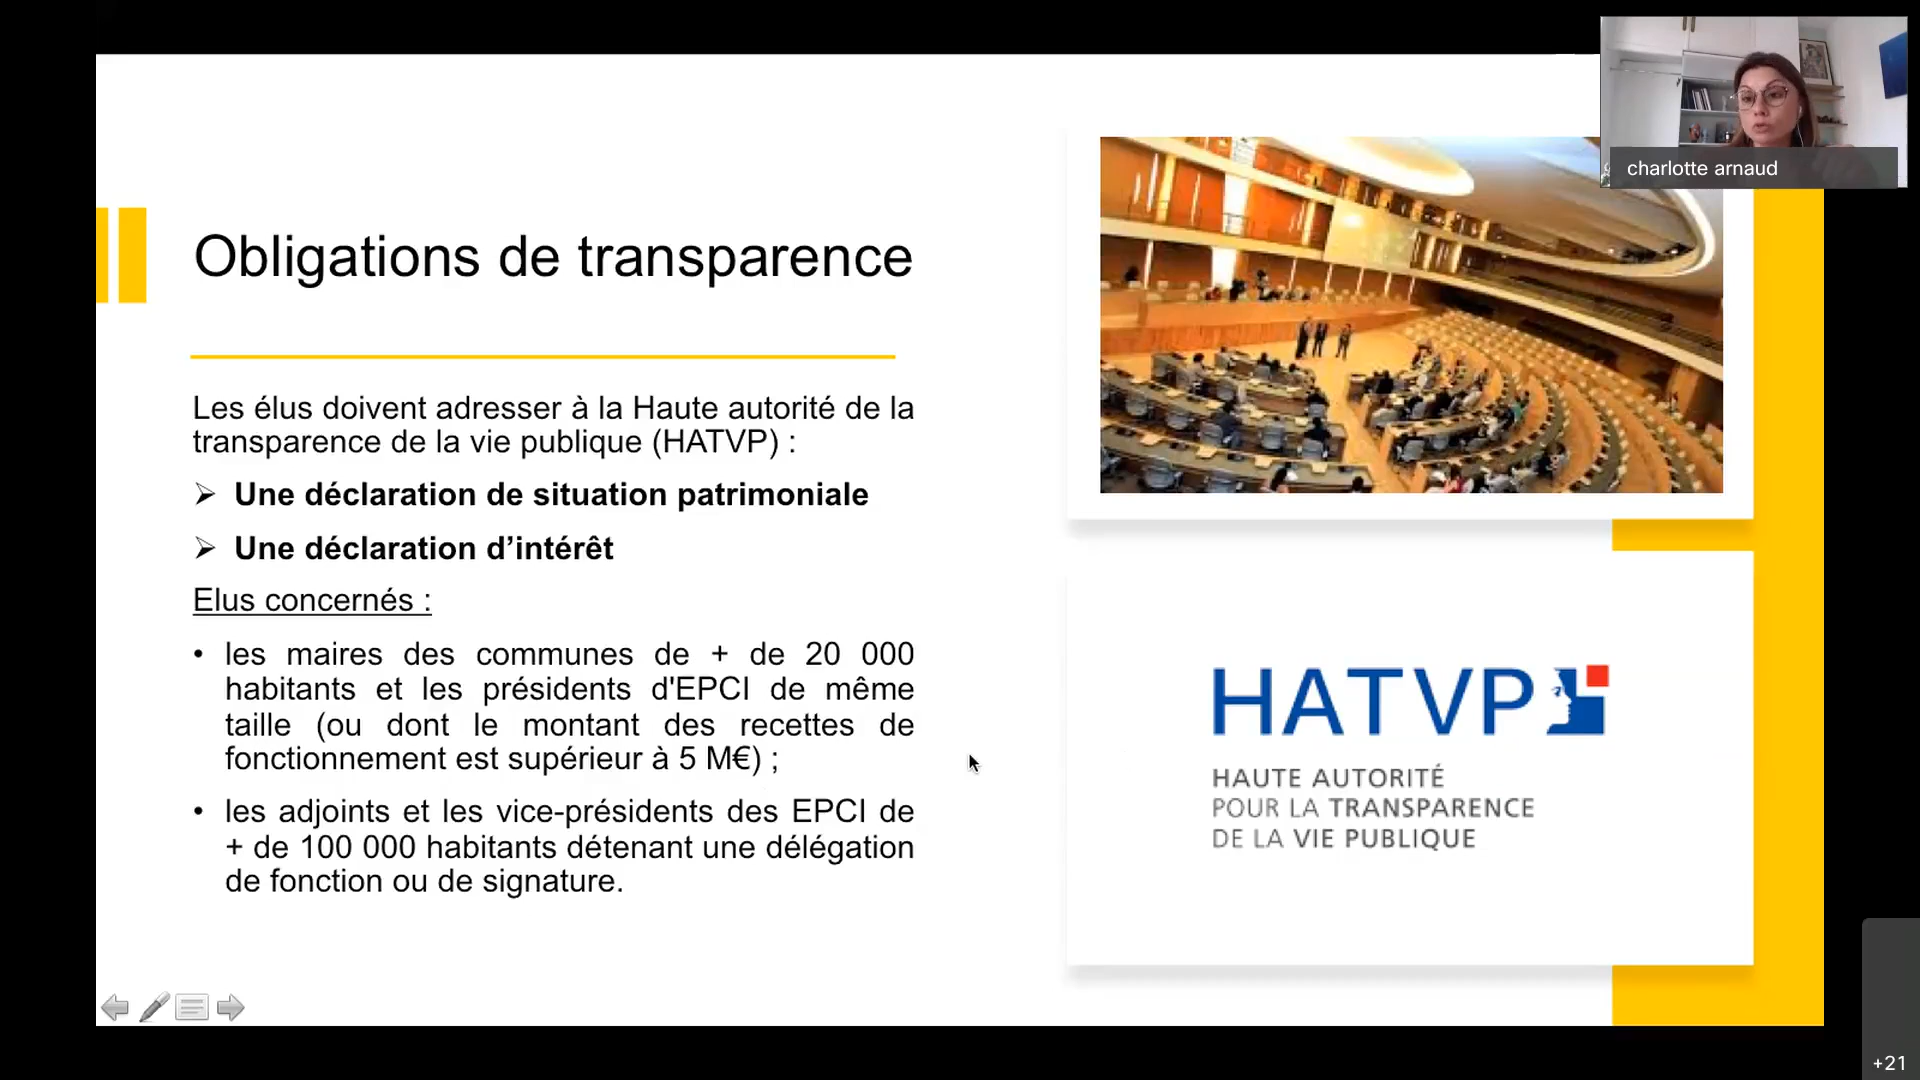 charlotte arnaud
Obligations de transparence
Les élus doivent adresser à la Haute autorité de la
transparence de la vie publique (HATVP) :
➢ Une déclaration de situation patrimoniale
➢ Une déclaration d’intérêt
Elus concernés :
• les maires des communes de + de 20 000
habitants et les présidents d'EPCI de même
taille (ou dont le montant des recettes de
fonctionnement est supérieur à 5 M€) ;
• les adjoints et les vice-présidents des EPCI de
+ de 100 000 habitants détenant une délégation
de fonction ou de signature.
HATVP
HAUTE AUTORITÉ
POUR LA TRANSPARENCE
DE LA VIE PUBLIQUE
+21